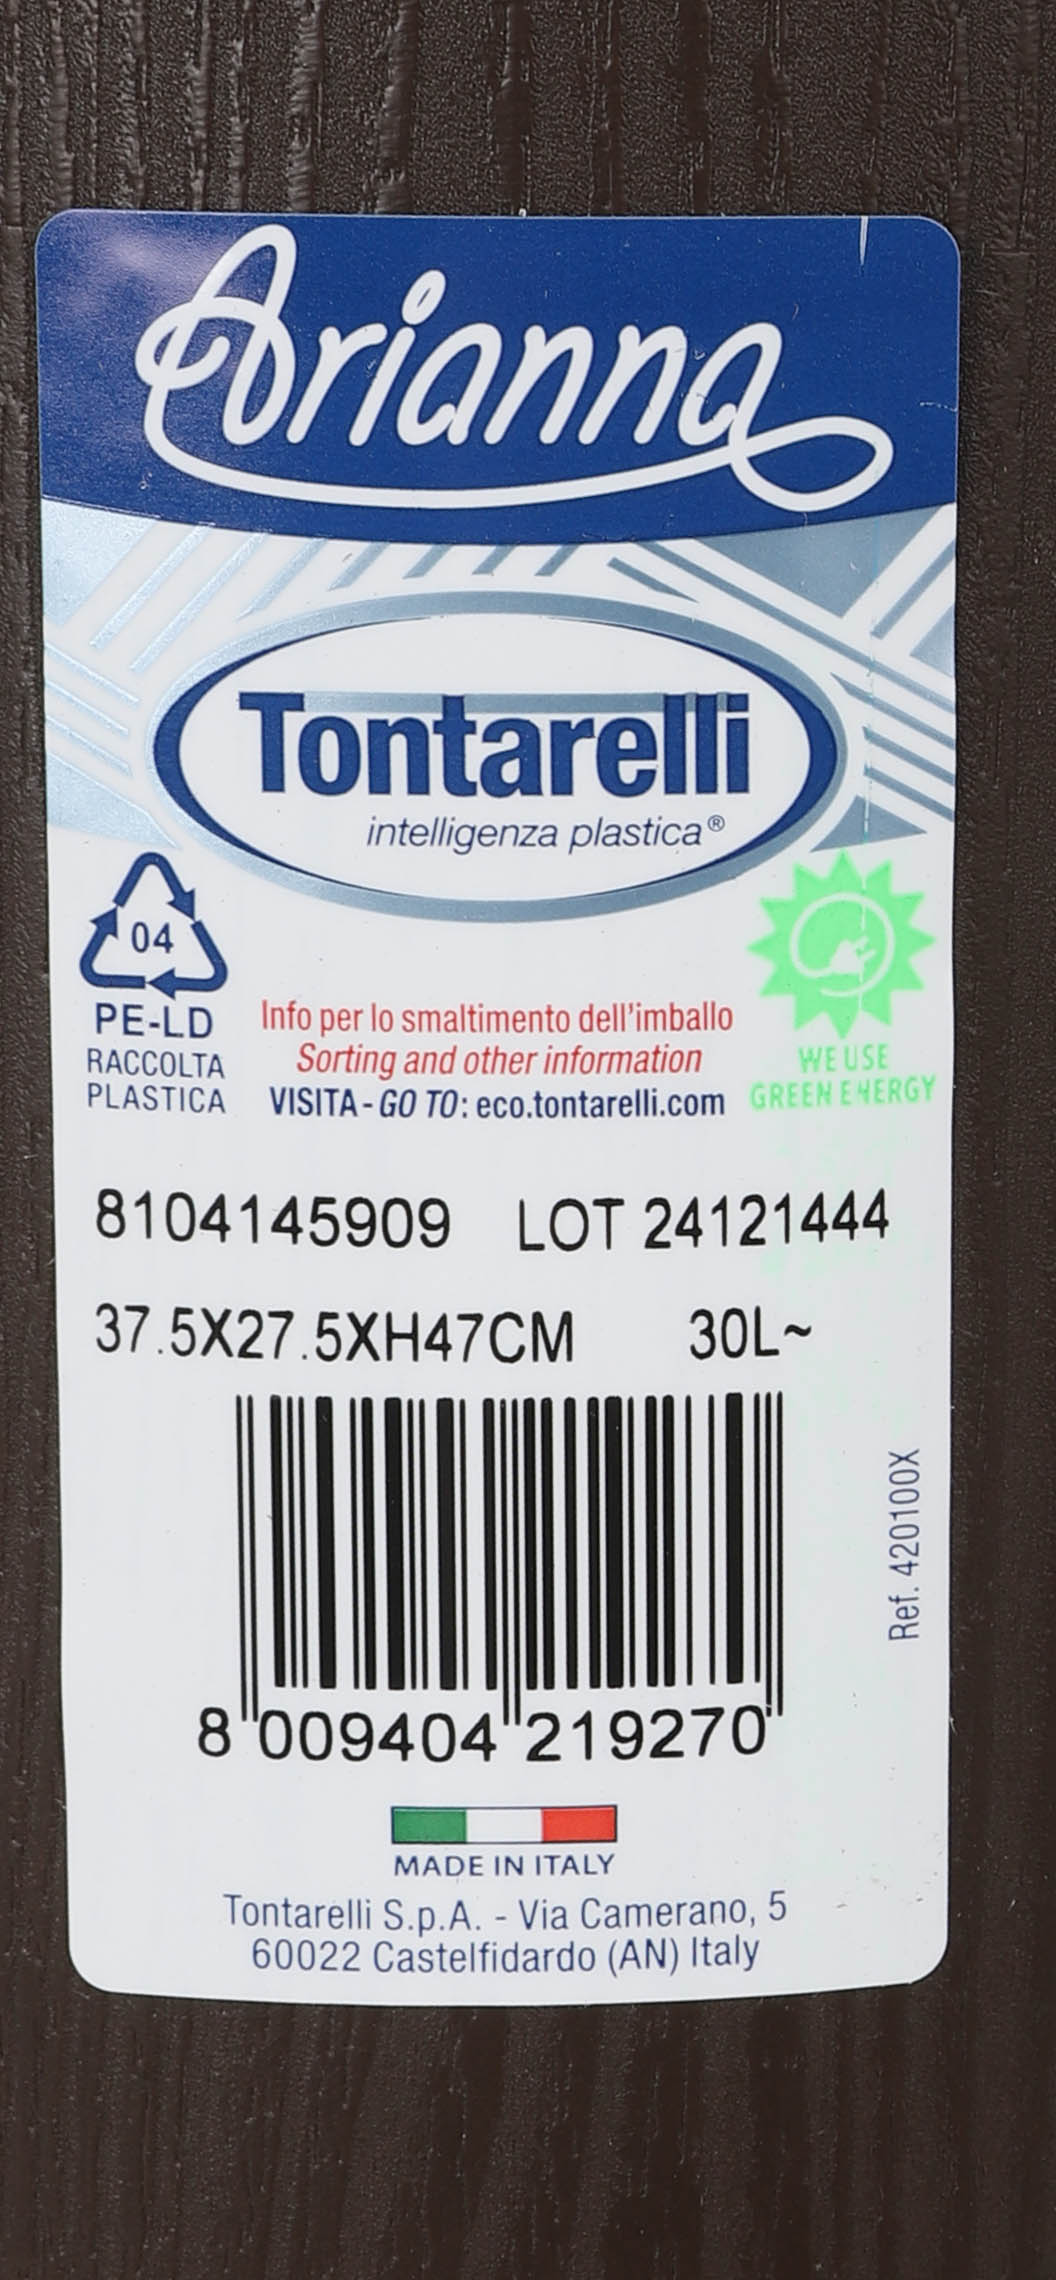 Arianna
Tontarelli
intelligenza plastica®
04
PE-LD
RACCOLTA
PLASTICA
Info per lo smaltimento dell'imballo
Sorting and other information
VISITA - GO TO: eco.tontarelli.com
WE USE
GREEN ENERGY
8104145909 LOT 24121444
37.5X27.5XH47CM 30L~
Ref. 420100X
8 009404 219270
MADE IN ITALY
Tontarelli S.p.A. - Via Camerano, 5
60022 Castelfidardo (AN) Italy